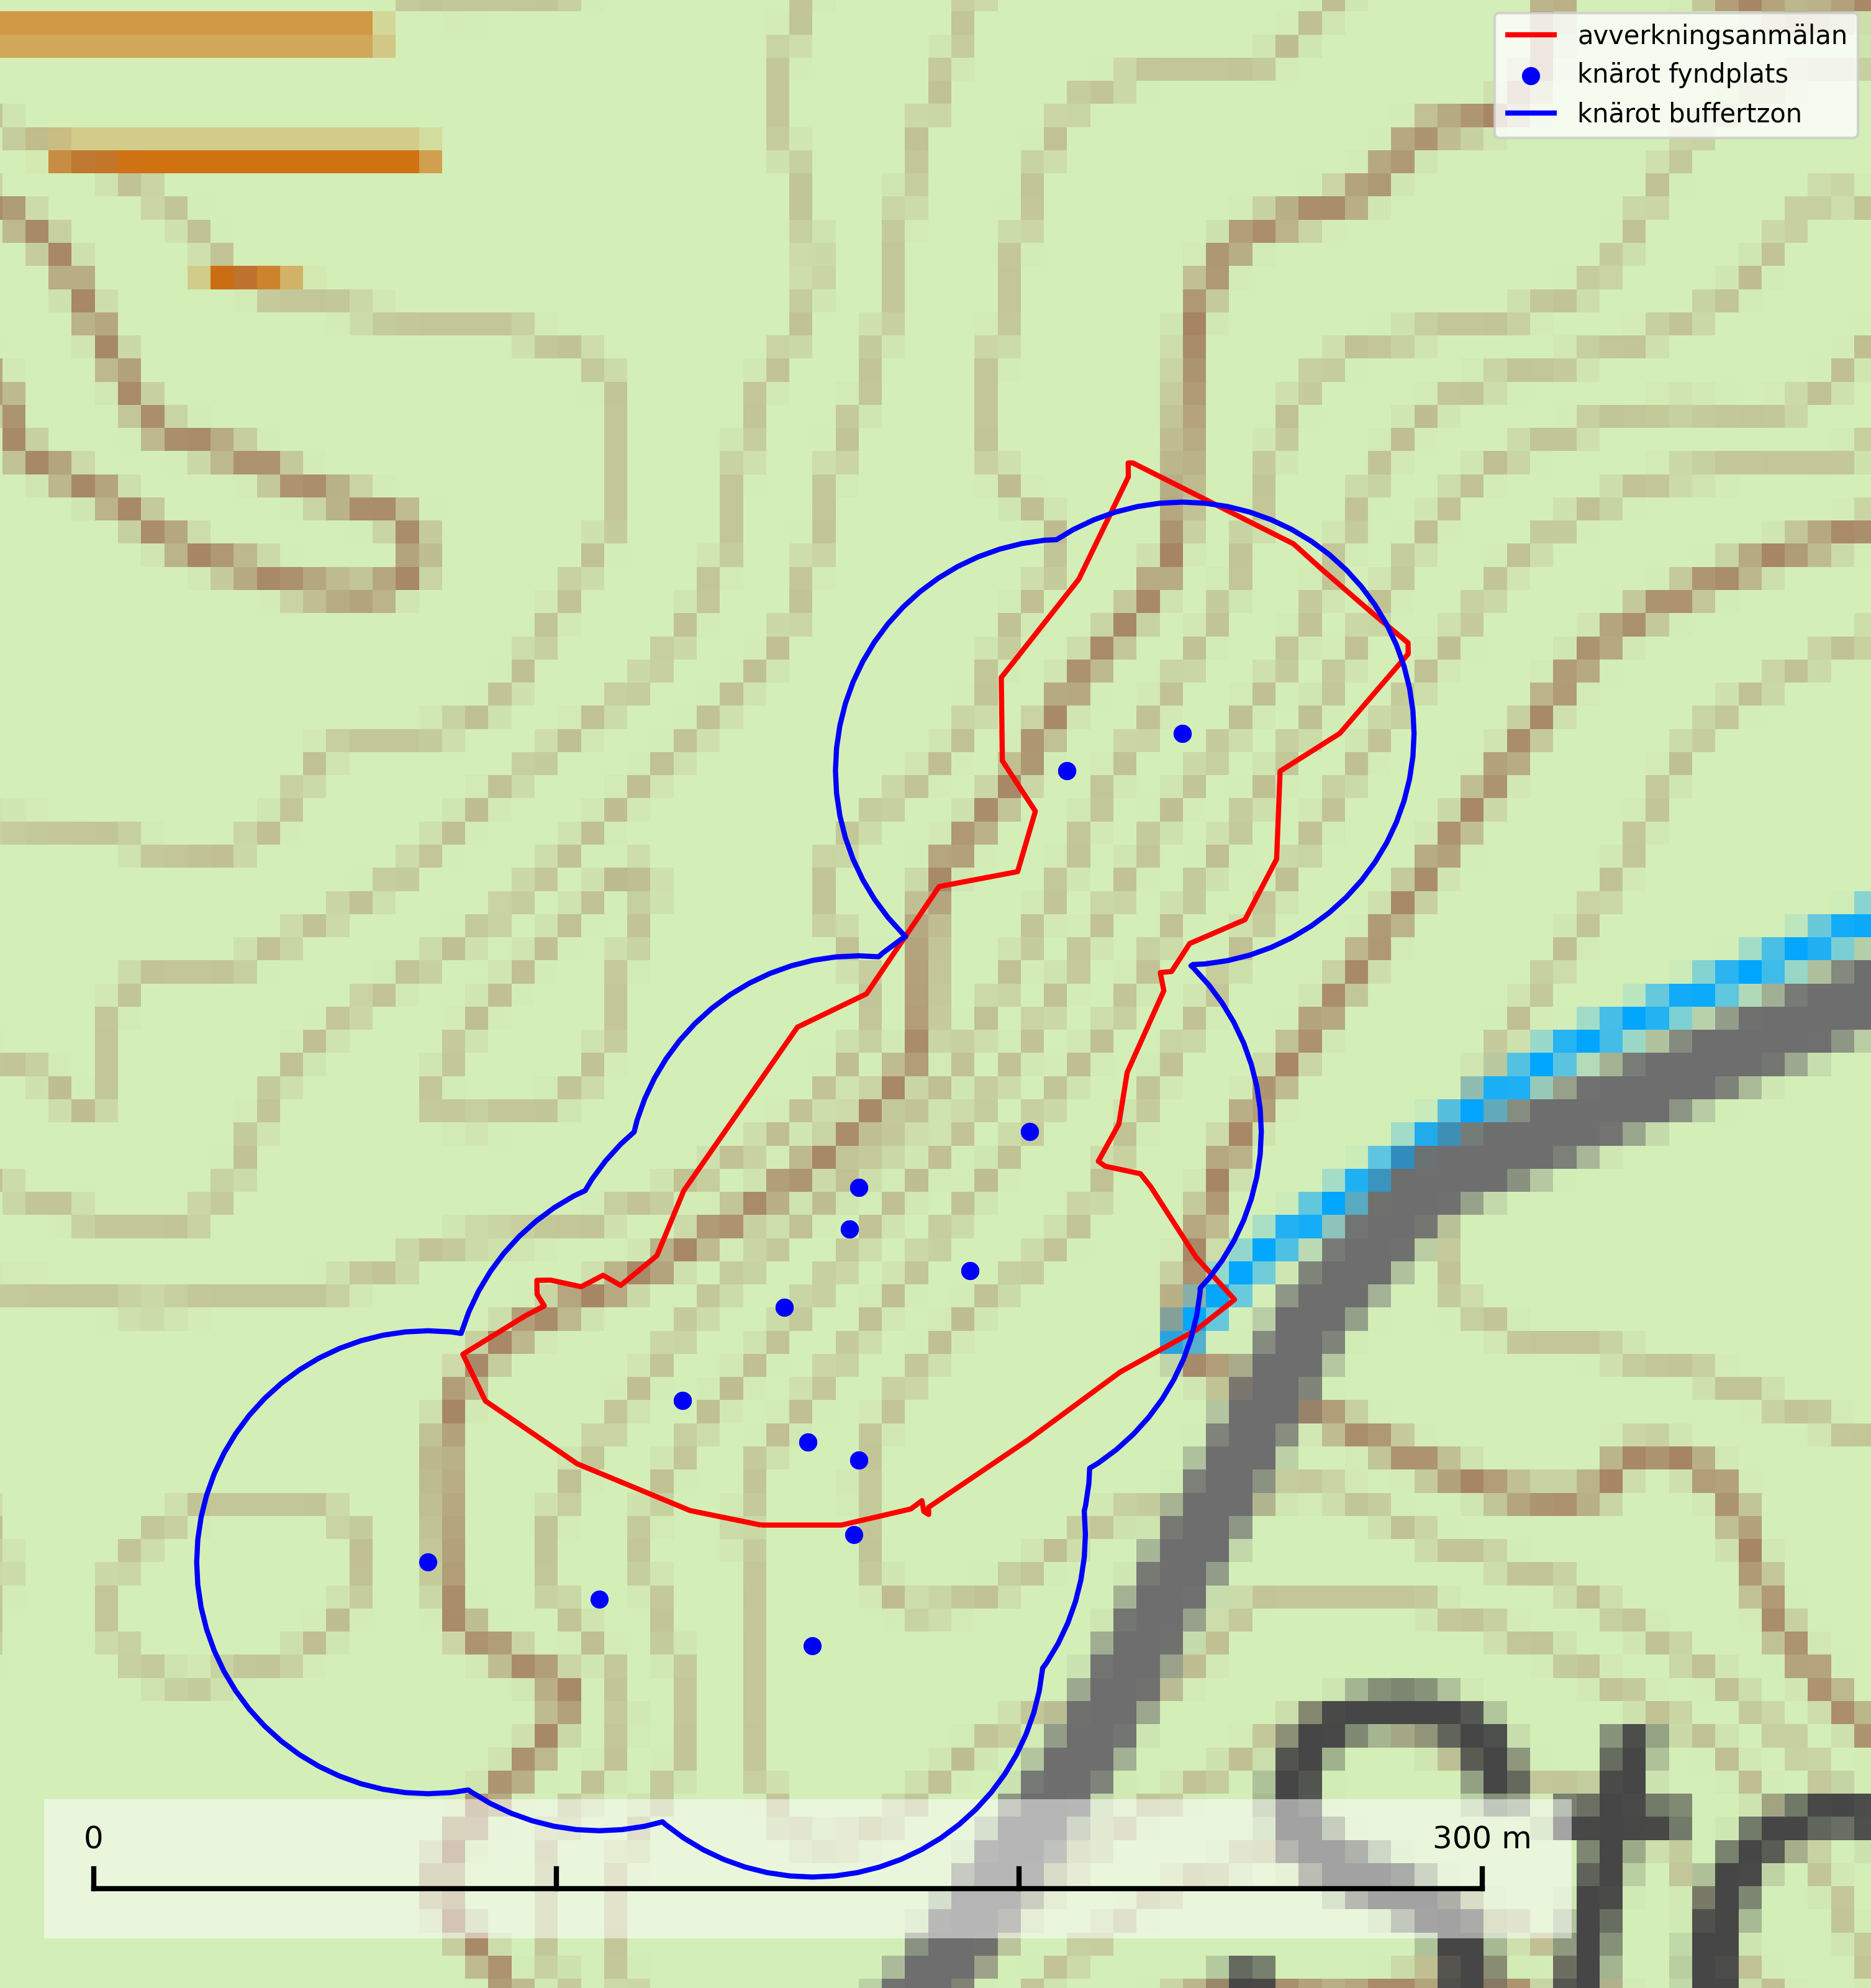 avverkningsanmälan
knärot fyndplats
knärot buffertzon
0
300 m